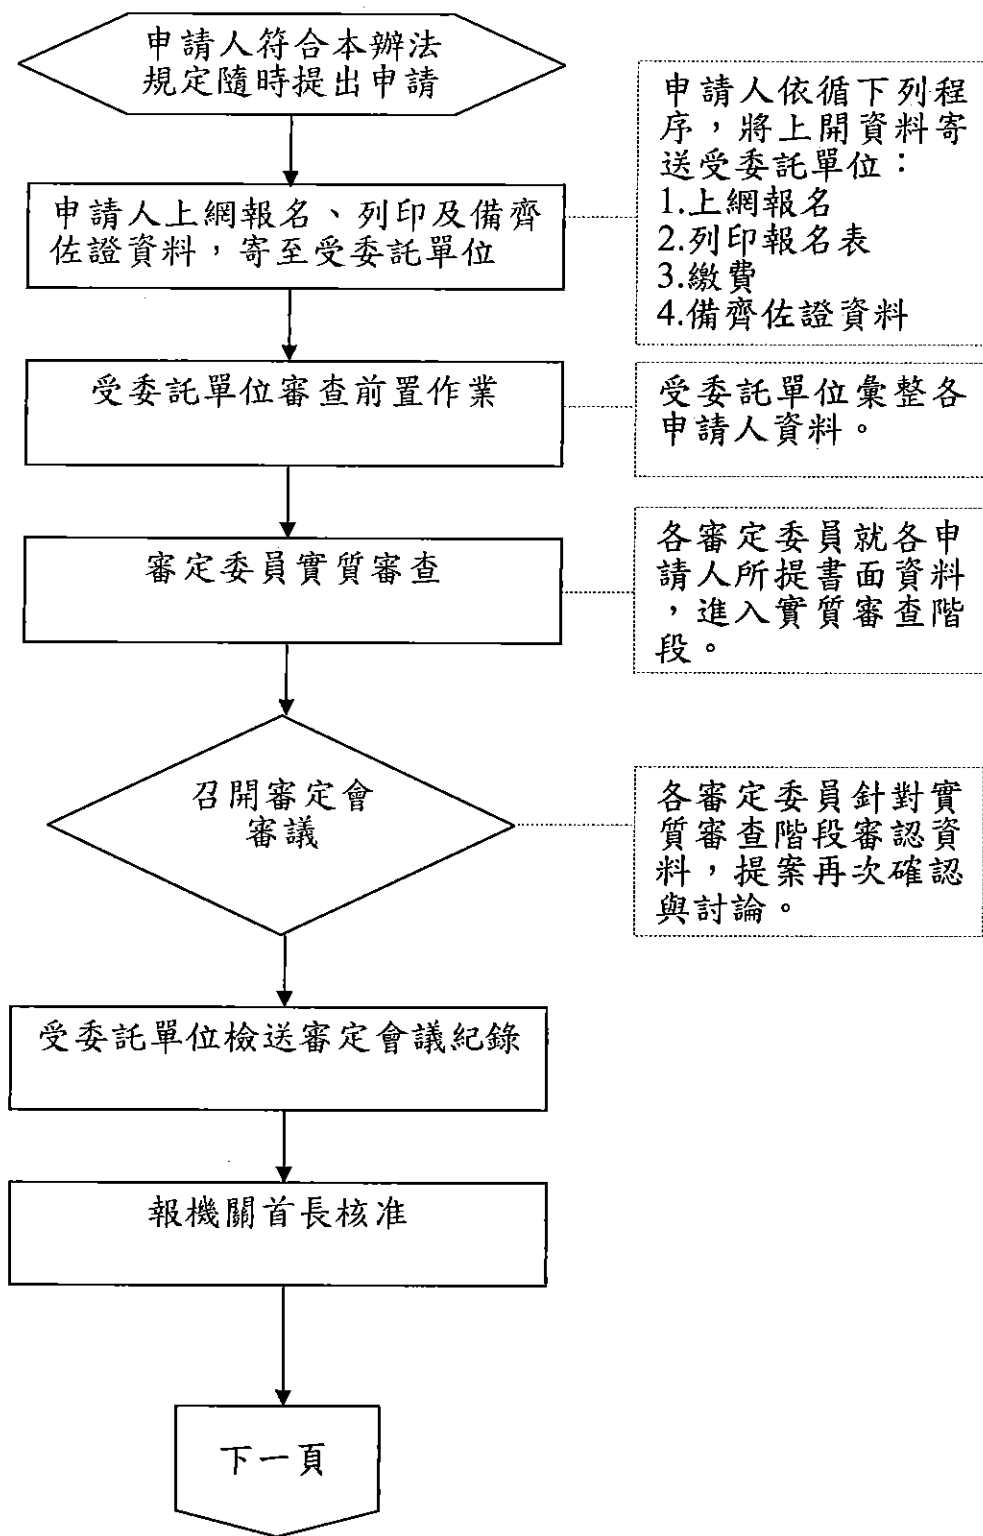 申請人符合本辦法
規定隨時提出申請
申請人上網報名、列印及備齊
佐證資料，寄至受委託單位
申請人依循下列程
序，將上開資料寄
送受委託單位：
1.上網報名
2.列印報名表
3.繳費
4.備齊佐證資料
受委託單位審查前置作業
受委託單位彙整各
申請人資料。
審定委員實質審查
各審定委員就各申
請人所提書面資料
，進入實質審查階
段。
召開審定會
審議
各審定委員針對實
質審查階段審認資
料，提案再次確認
與討論。
受委託單位檢送審定會議紀錄
報機關首長核准
下一頁